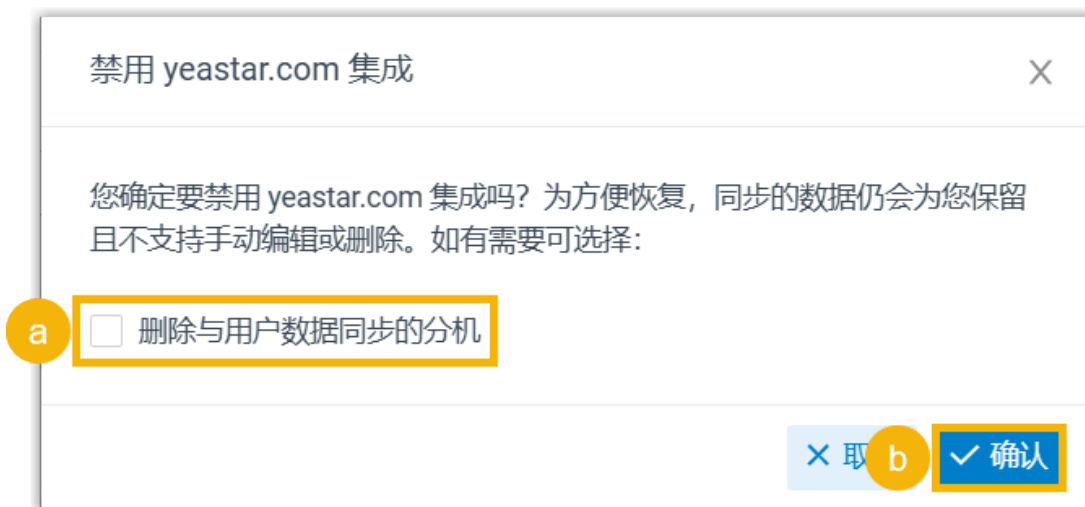 禁用 yeastar.com 集成
您确定要禁用 yeastar.com 集成吗？为方便恢复，同步的数据仍会为您保留
且不支持手动编辑或删除。如有需要可选择：
a
删除与用户数据同步的分机
取
b
确认